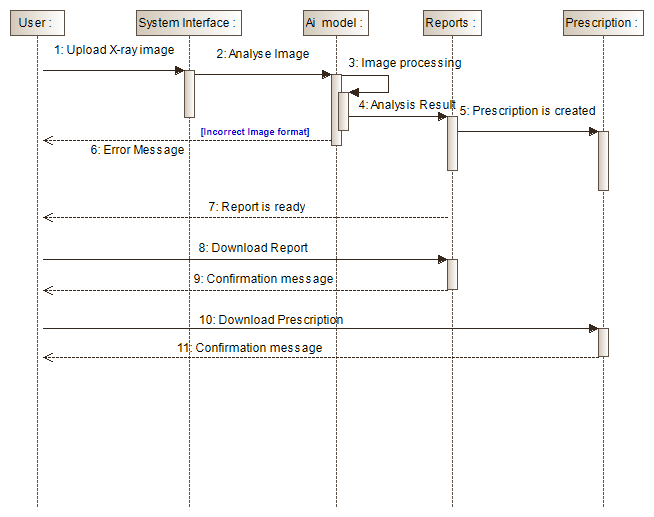 User :
System Interface :
Ai model :
Reports :
Prescription :
1: Upload X-ray image
2: Analyse Image
3: Image processing
4: Analysis Result
5: Prescription is created
[Incorrect Image format]
6: Error Message
7: Report is ready
8: Download Report
9: Confirmation message
10: Download Prescription
11: Confirmation message